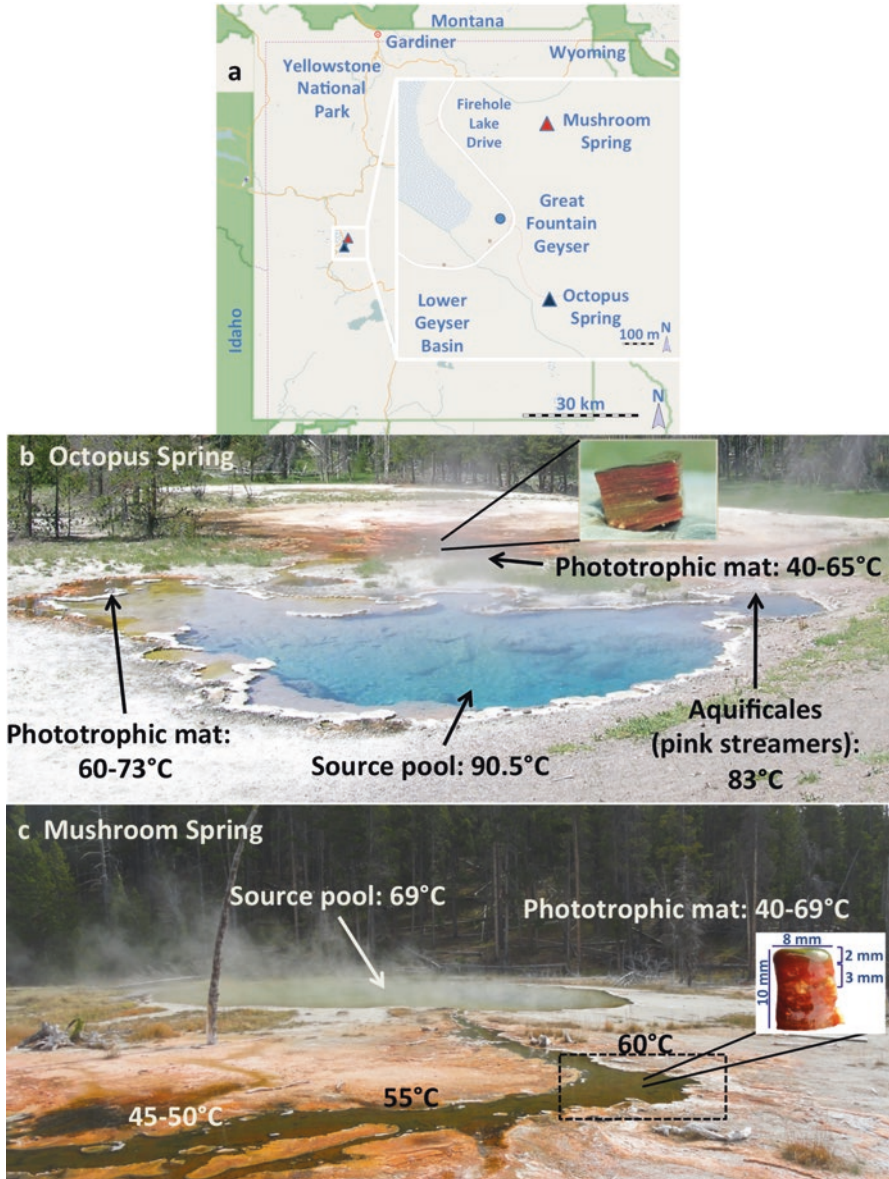 a
Montana
Gardiner
Wyoming
Yellowstone
National
Park
Firehole
Lake
Drive
Mushroom
Spring
Great
Fountain
Geyser
Octopus
Spring
Lower
Geyser
Basin
100 m
N
Idaho
30 km
N
b Octopus Spring
Phototrophic mat: 40-65°C
Phototrophic mat:
60-73°C
Source pool: 90.5°C
Aquificales
(pink streamers):
83°C
c Mushroom Spring
Source pool: 69°C
Phototrophic mat: 40-69°C
8 mm
10 mm
2 mm
3 mm
60°C
55°C
45-50°C